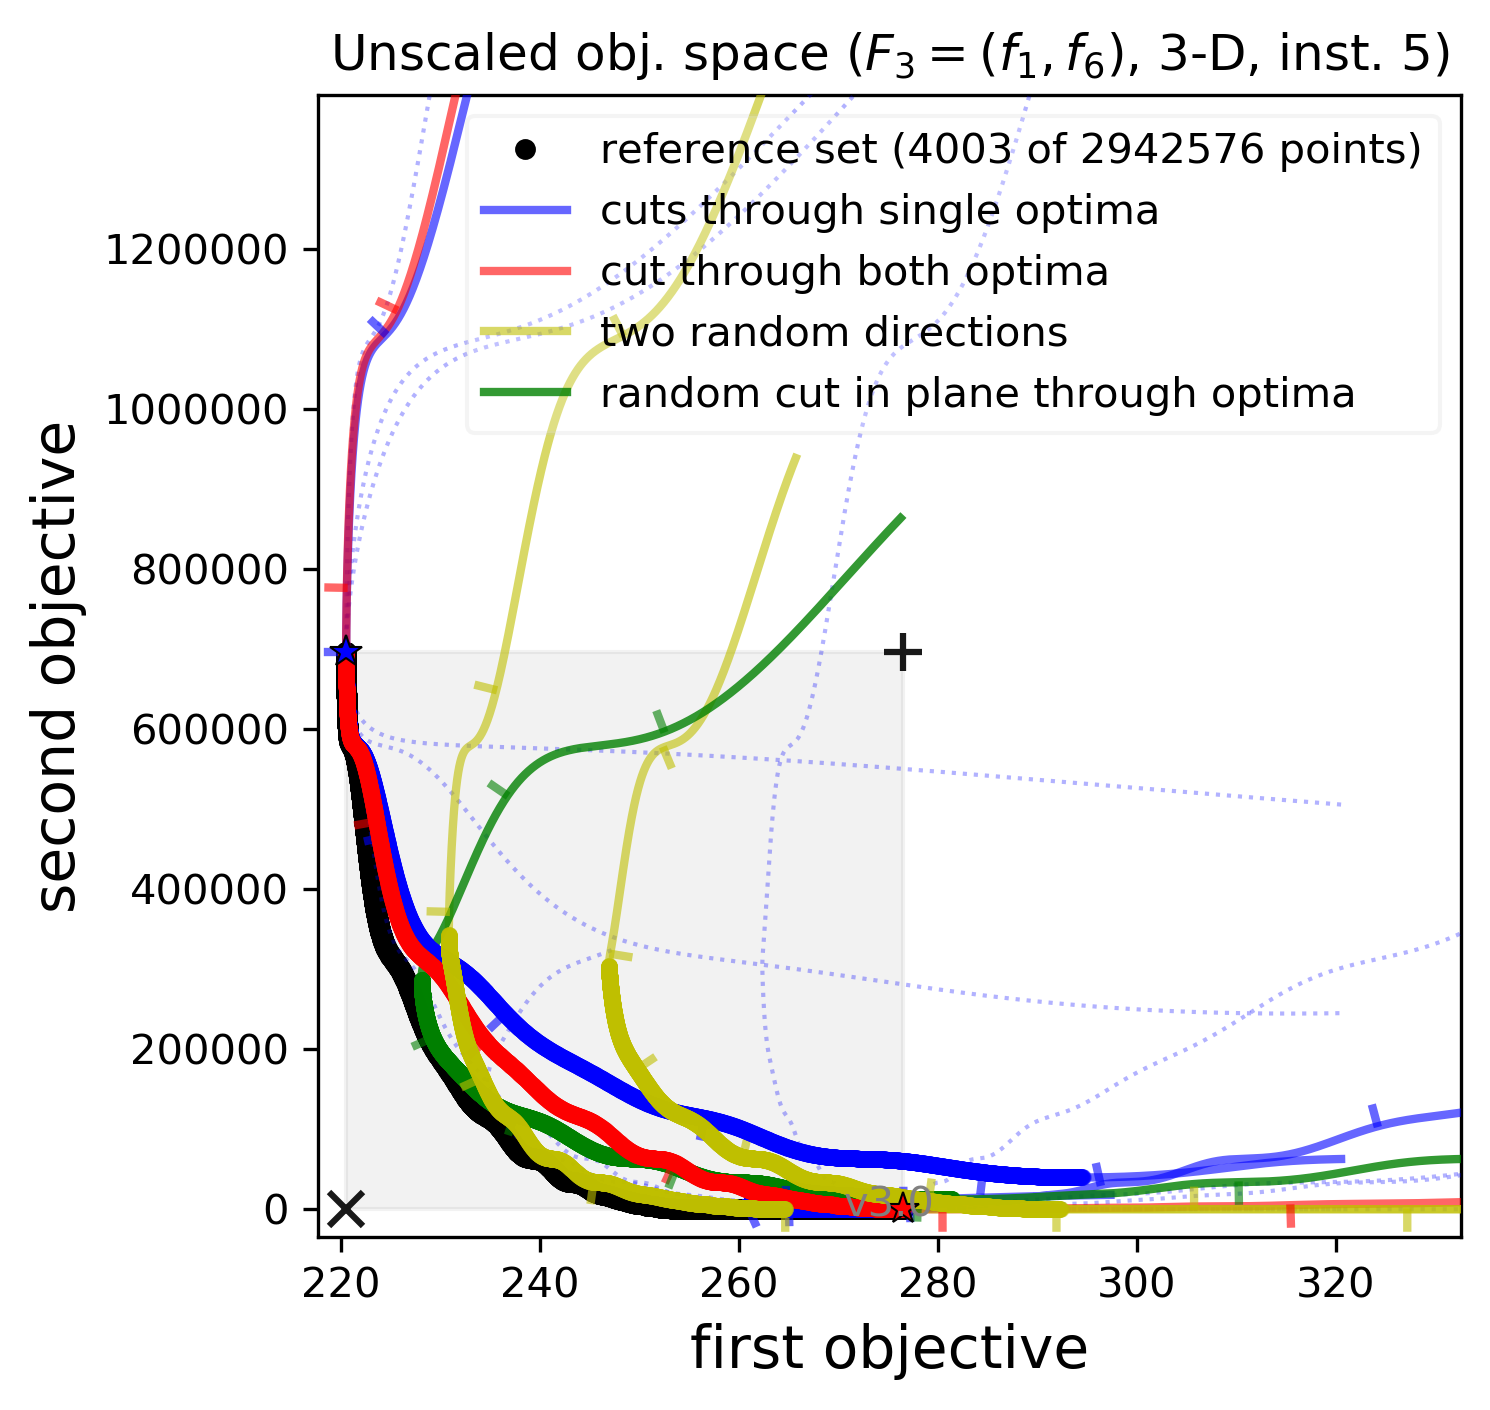 Unscaled obj. space (F₃ = (f₁, f₆), 3-D, inst. 5)
reference set (4003 of 2942576 points)
cuts through single optima
cut through both optima
two random directions
random cut in plane through optima
second objective
1200000
1000000
800000
600000
400000
200000
0
v3.0
220 240 260 280 300 320
first objective